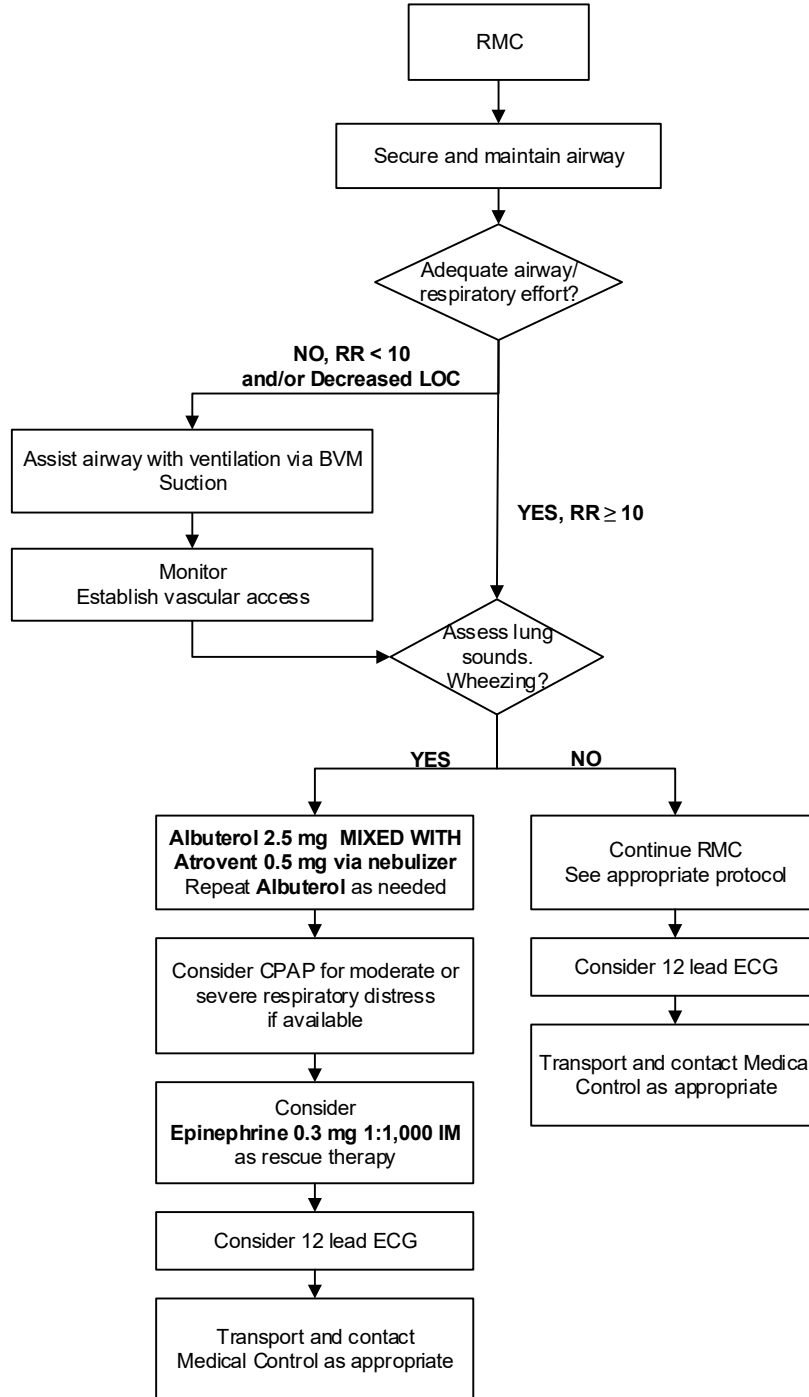 RMC
Secure and maintain airway
Adequate airway/
respiratory effort?
NO, RR < 10
and/or Decreased LOC
Assist airway with ventilation via BVM
Suction
YES, RR ≥ 10
Monitor
Establish vascular access
Assess lung
sounds.
Wheezing?
YES
NO
Albuterol 2.5 mg MIXED WITH
Atrovent 0.5 mg via nebulizer
Repeat Albuterol as needed
Consider CPAP for moderate or
severe respiratory distress
if available
Consider
Epinephrine 0.3 mg 1:1,000 IM
as rescue therapy
Consider 12 lead ECG
Transport and contact
Medical Control as appropriate
Continue RMC
See appropriate protocol
Consider 12 lead ECG
Transport and contact Medica
Control as appropriate